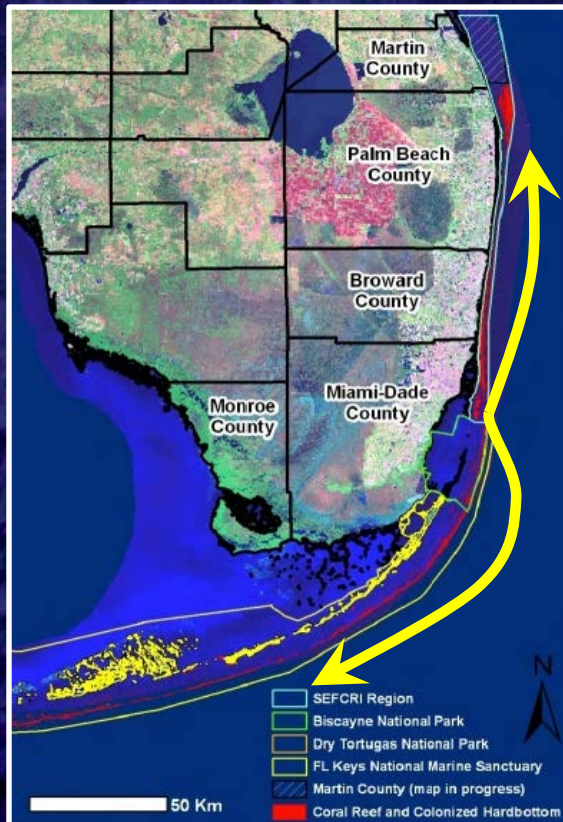 Martin
County
Palm Beach
County
Broward
County
Monroe
County
Miami-Dade
County
N
SEFCRI Region
Biscayne National Park
Dry Tortugas National Park
FL Keys National Marine Sanctuary
Martin County (map in progress)
50 Km
Coral Reef and Colonized Hardbottom